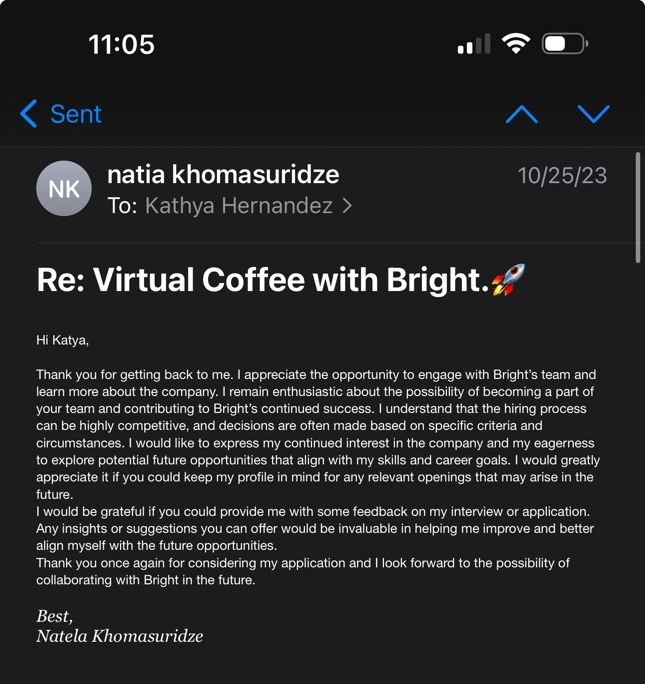 11:05
Sent
NK
natia khomasuridze
10/25/23
To: Kathya Hernandez
Re: Virtual Coffee with Bright.🚀
Hi Katya,
Thank you for getting back to me. I appreciate the opportunity to engage with Bright's team and
learn more about the company. I remain enthusiastic about the possibility of becoming a part of
your team and contributing to Bright's continued success. I understand that the hiring process
can be highly competitive, and decisions are often made based on specific criteria and
circumstances. I would like to express my continued interest in the company and my eagerness
to explore potential future opportunities that align with my skills and career goals. I would greatly
appreciate it if you could keep my profile in mind for any relevant openings that may arise in the
future.
I would be grateful if you could provide me with some feedback on my interview or application.
Any insights or suggestions you can offer would be invaluable in helping me improve and better
align myself with the future opportunities.
Thank you once again for considering my application and I look forward to the possibility of
collaborating with Bright in the future.
Best,
Natela Khomasuridze